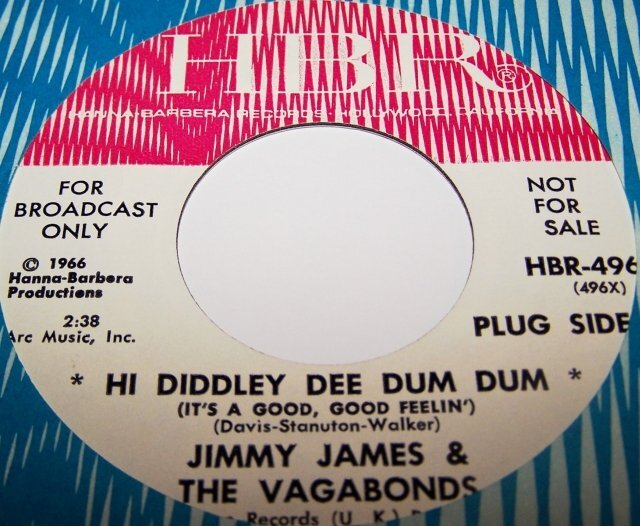 HBR®
HANNA-BARBERA RECORDS, HOLLYWOOD, CALIFORNIA
FOR
BROADCAST
ONLY
NOT
FOR
SALE
© 1966
Hanna-Barbera
Productions
HBR-496
(496X)
2:38
Arc Music, Inc.
PLUG SIDE
* HI DIDDLEY DEE DUM DUM *
(IT'S A GOOD, GOOD FEELIN')
(Davis-Stanuton-Walker)
JIMMY JAMES &
THE VAGABONDS
Records (U. K.)